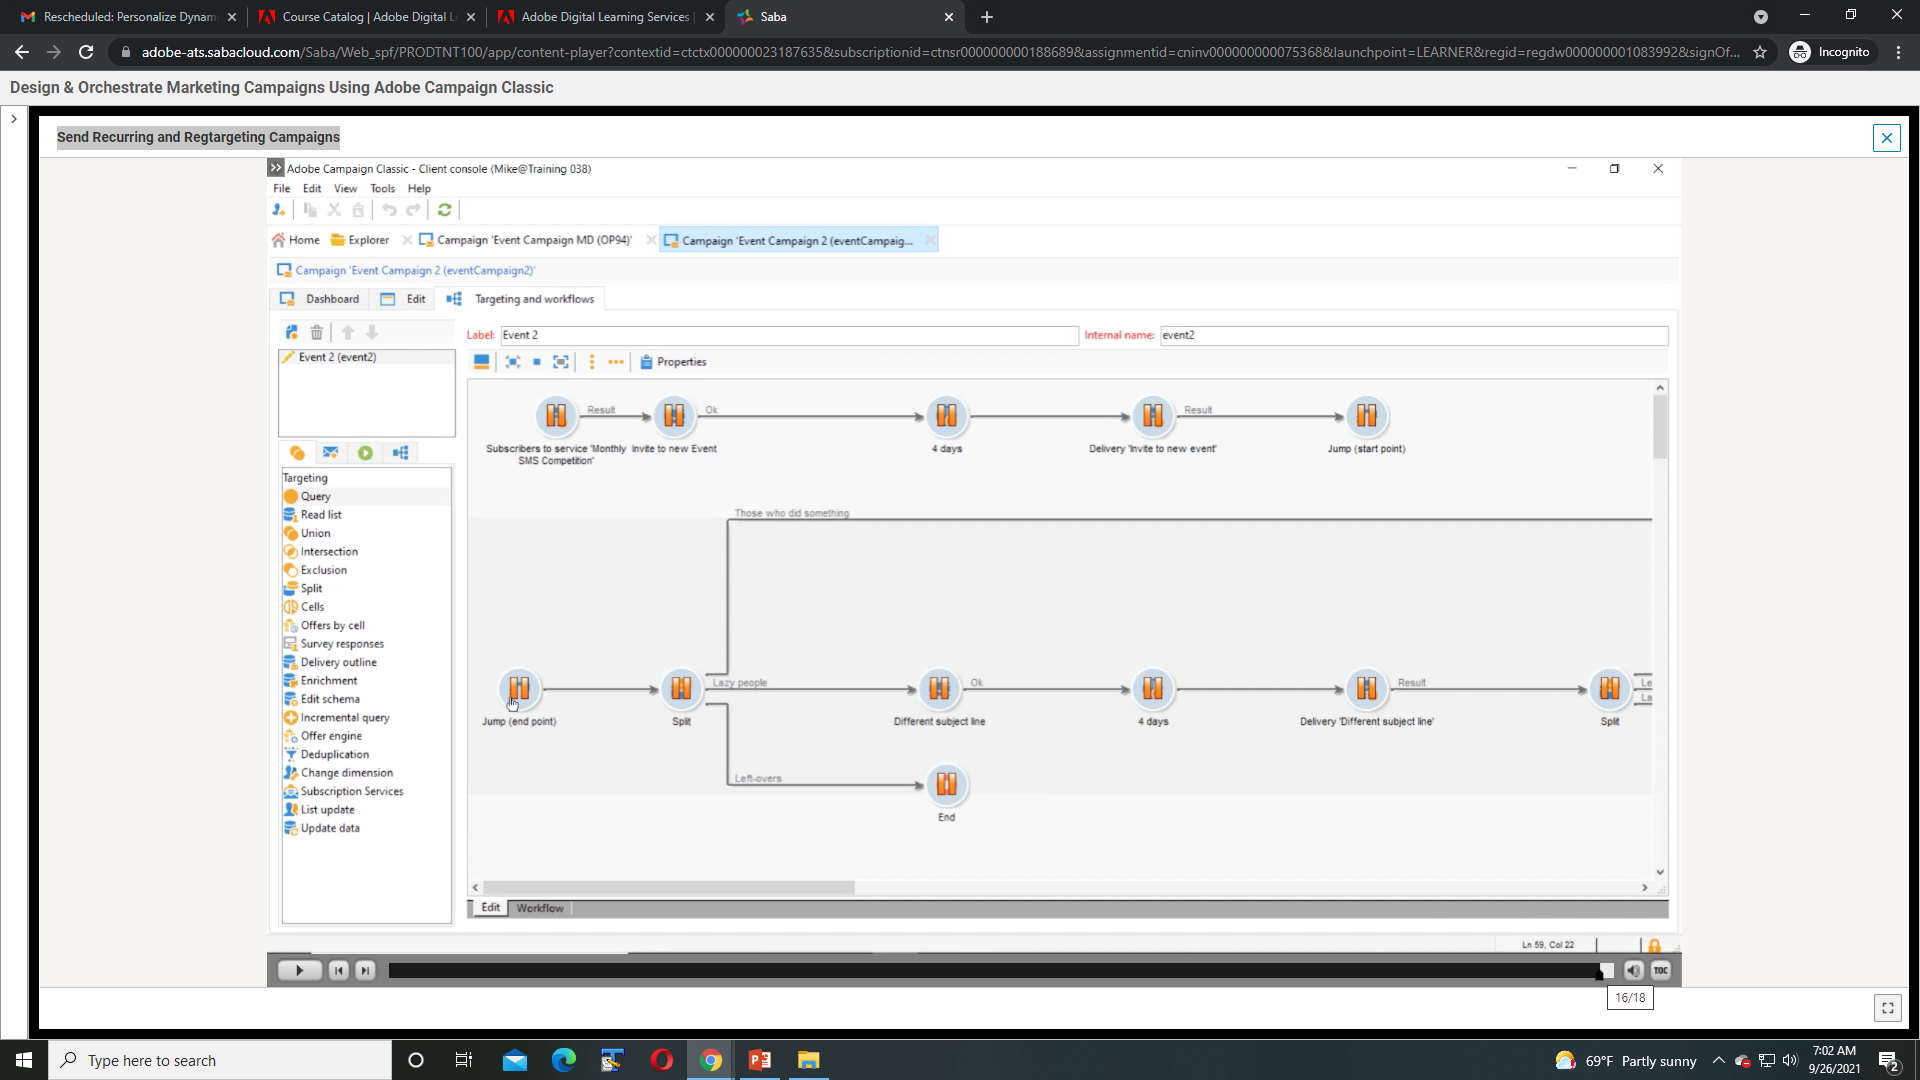 Rescheduled: Personalize Dynam
Course Catalog | Adobe Digital L
Adobe Digital Learning Services |
Saba
adobe-ats.sabacloud.com/Saba/Web_spf/PRODTNT100/app/content-player?contextid=ctctx000000023187635&subscriptionid=ctnsr0000000000188689&assignmentid=cninv000000000075368&launchpoint=LEARNER&regid=regdw000000001083992&signOf...
Incognito
Design & Orchestrate Marketing Campaigns Using Adobe Campaign Classic
Send Recurring and Regtargeting Campaigns
Adobe Campaign Classic - Client console (Mike@Training 038)
File Edit View Tools Help
Home Explorer Campaign 'Event Campaign MD (OP94)' Campaign 'Event Campaign 2 (eventCampaig...
Campaign 'Event Campaign 2 (eventCampaign2)'
Dashboard Edit Targeting and workflows
Label: Event 2 Internal name: event2
Event 2 (event2)
Properties
Result
Ok
Result
Subscribers to service 'Monthly SMS Competition'
Invite to new Event
4 days
Delivery 'Invite to new event'
Jump (start point)
Targeting
Query
Read list
Union
Intersection
Exclusion
Split
Cells
Offers by cell
Survey responses
Delivery outline
Enrichment
Edit schema
Incremental query
Offer engine
Deduplication
Change dimension
Subscription Services
List update
Update data
Those who did something
Lazy people
Ok
Result
Le
La
Jump (end point)
Split
Different subject line
4 days
Delivery 'Different subject line'
Split
Left-overs
End
Edit Workflow
Ln 59, Col 22
TOC
16/18
Type here to search
69°F Partly sunny
7:02 AM
9/26/2021
2